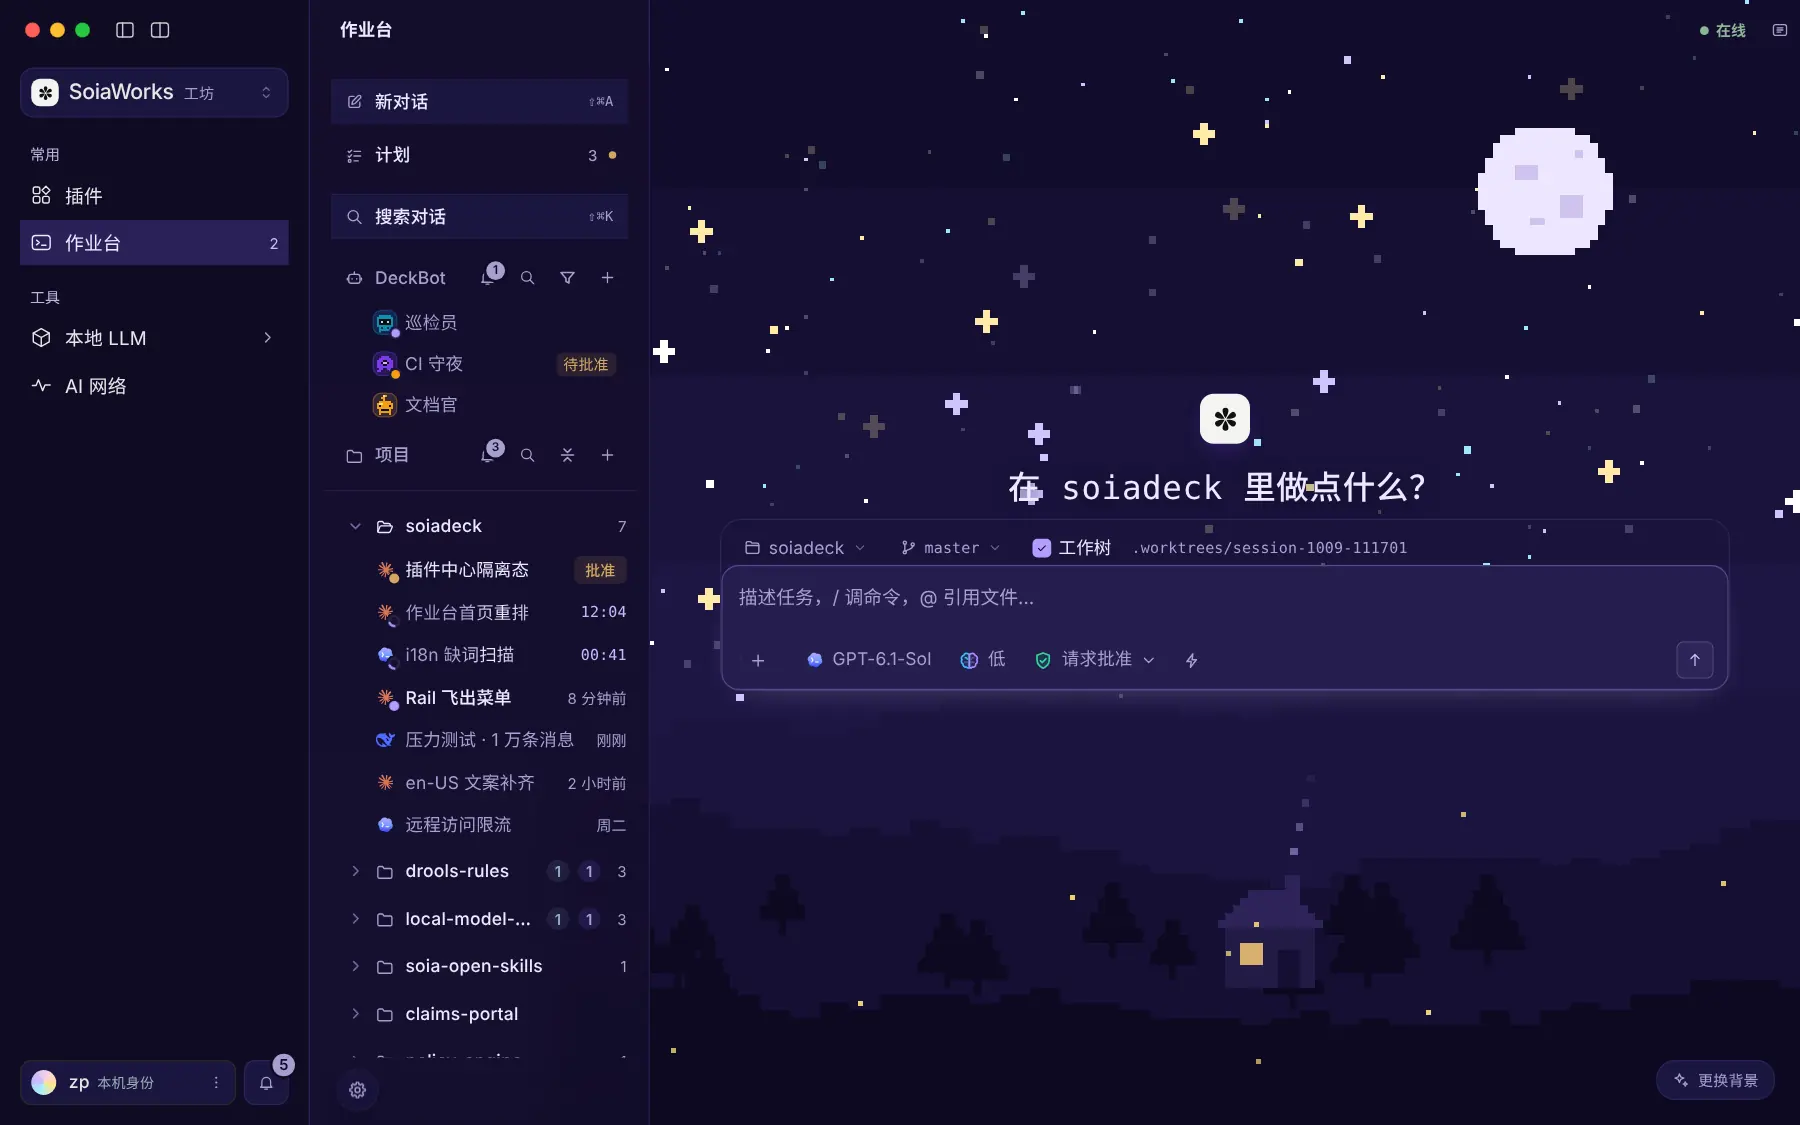 SoiaWorks 工坊
常用
插件
作业台 2
工具
本地 LLM
AI 网络
zp 本机身份
5
作业台
新对话 ⇧⌘A
计划 3
搜索对话 ⇧⌘K
DeckBot 1
巡检员
CI 守夜 待批准
文档官
项目 3
soiadeck 7
插件中心隔离态 批准
作业台首页重排 12:04
i18n 缺词扫描 00:41
Rail 飞出菜单 8 分钟前
压力测试 · 1 万条消息 刚刚
en-US 文案补齐 2 小时前
远程访问限流 周二
drools-rules 1 1 3
local-model-... 1 1 3
soia-open-skills 1
claims-portal
在线
在 soiadeck 里做点什么?
soiadeck master 工作树 .worktrees/session-1009-111701
描述任务, / 调命令, @ 引用文件...
GPT-6.1-Sol 低 请求批准
更换背景